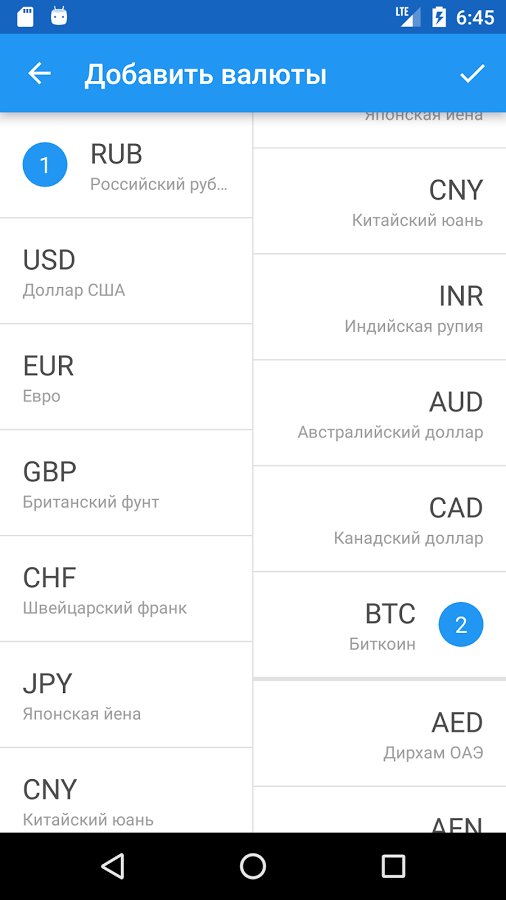 LTE 6:45
Добавить валюты
1
RUB
Российский руб…
USD
Доллар США
EUR
Евро
GBP
Британский фунт
CHF
Швейцарский франк
JPY
Японская йена
CNY
Китайский юань
Японская йена
CNY
Китайский юань
INR
Индийская рупия
AUD
Австралийский доллар
CAD
Канадский доллар
BTC
Биткоин
2
AED
Дирхам ОАЭ
AFN